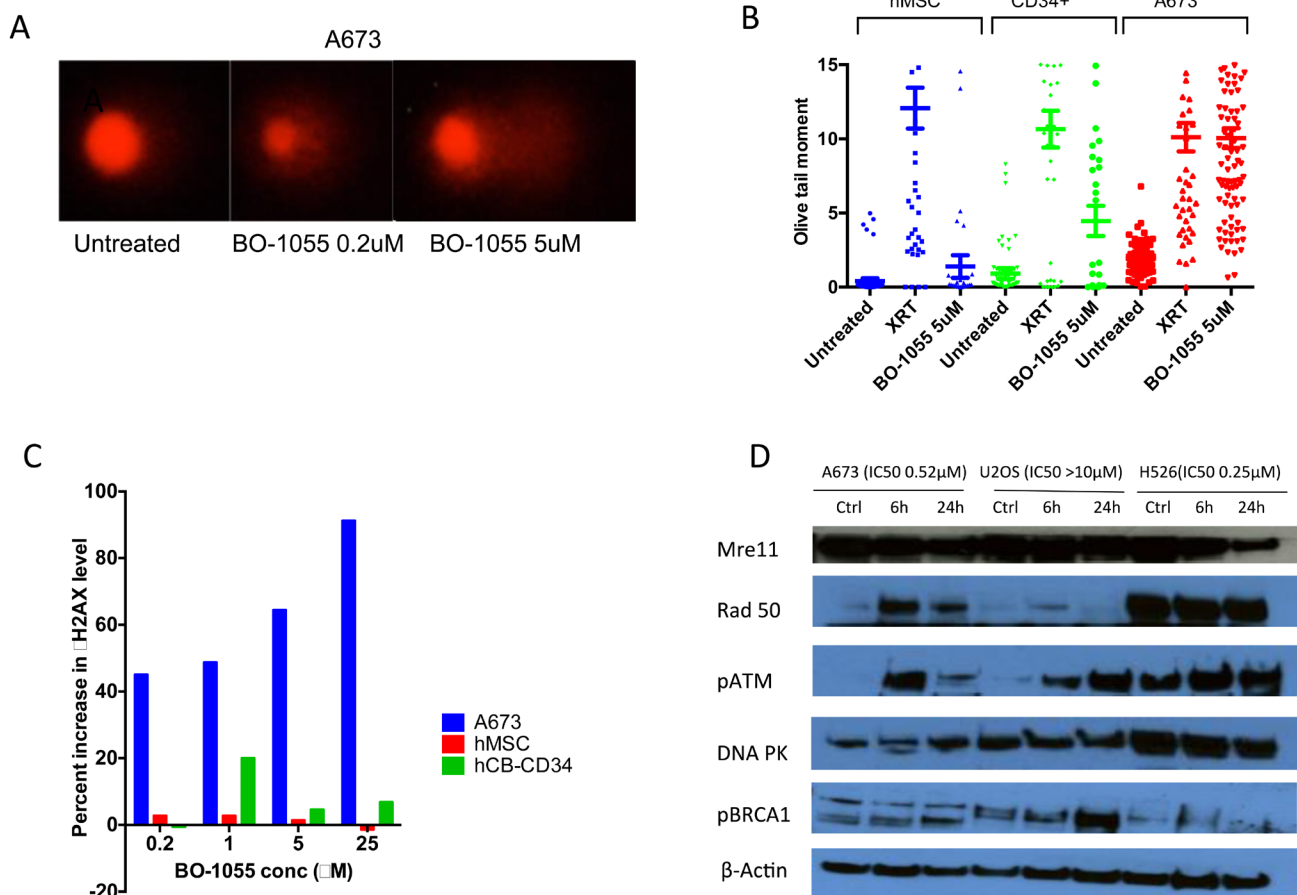 A
A673
A
Untreated
BO-1055 0.2uM
BO-1055 5uM
B
hMSC
CD34+
A673
Olive tail moment
15
10
5
0
Untreated
XRT
BO-1055 5uM
Untreated
XRT
BO-1055 5uM
Untreated
XRT
BO-1055 5uM
C
Percent increase in □H2AX level
100
80
60
40
20
0
-20
0.2
1
5
25
BO-1055 conc (□M)
A673
hMSC
hCB-CD34
D
A673 (IC50 0.52µM)
U2OS (IC50 >10µM)
H526(IC50 0.25µM)
Ctrl 6h 24h Ctrl 6h 24h Ctrl 6h 24h
Mre11
Rad 50
pATM
DNA PK
pBRCA1
β-Actin